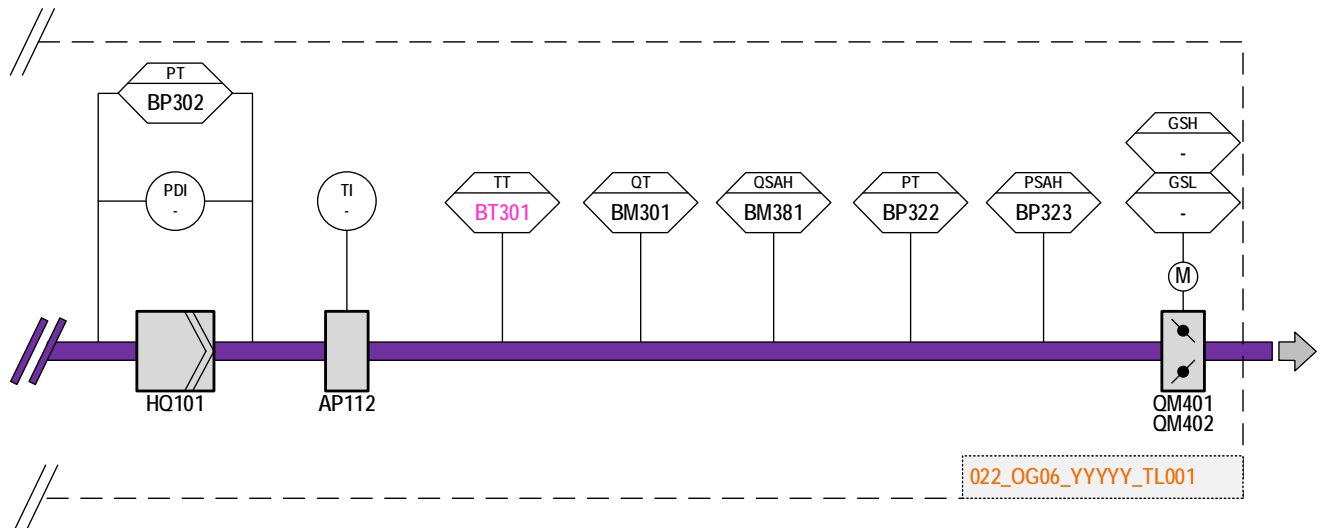 PT
BP302
PDI
-
TI
-
TT
BT301
QT
BM301
QSAH
BM381
PT
BP322
PSAH
BP323
GSH
-
GSL
-
M
HQ101
AP112
QM401
QM402
022_OG06_YYYYY_TL001